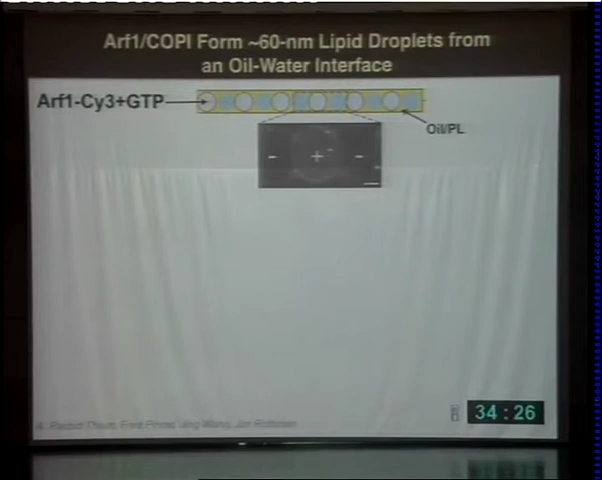 Arf1/COPI Form ~60-nm Lipid Droplets from
an Oil-Water Interface
Arf1-Cy3+GTP
Oil/PL
- + -
34:26